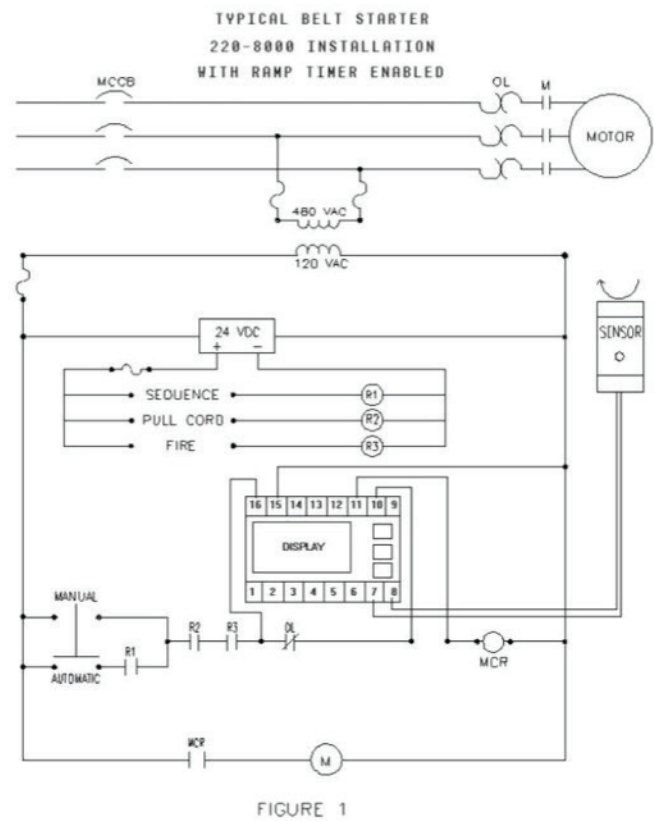 TYPICAL BELT STARTER
220-8000 INSTALLATION
WITH RAMP TIMER ENABLED
MCCB
OL
M
MOTOR
480 VAC
120 VAC
24 VDC
+ −
SENSOR
SEQUENCE
R1
PULL CORD
R2
FIRE
R3
16 15 14 13 12 11 10 9
DISPLAY
1 2 3 4 5 6 7 8
MANUAL
R2
R3
OL
R1
AUTOMATIC
MCR
MCR
M
FIGURE 1